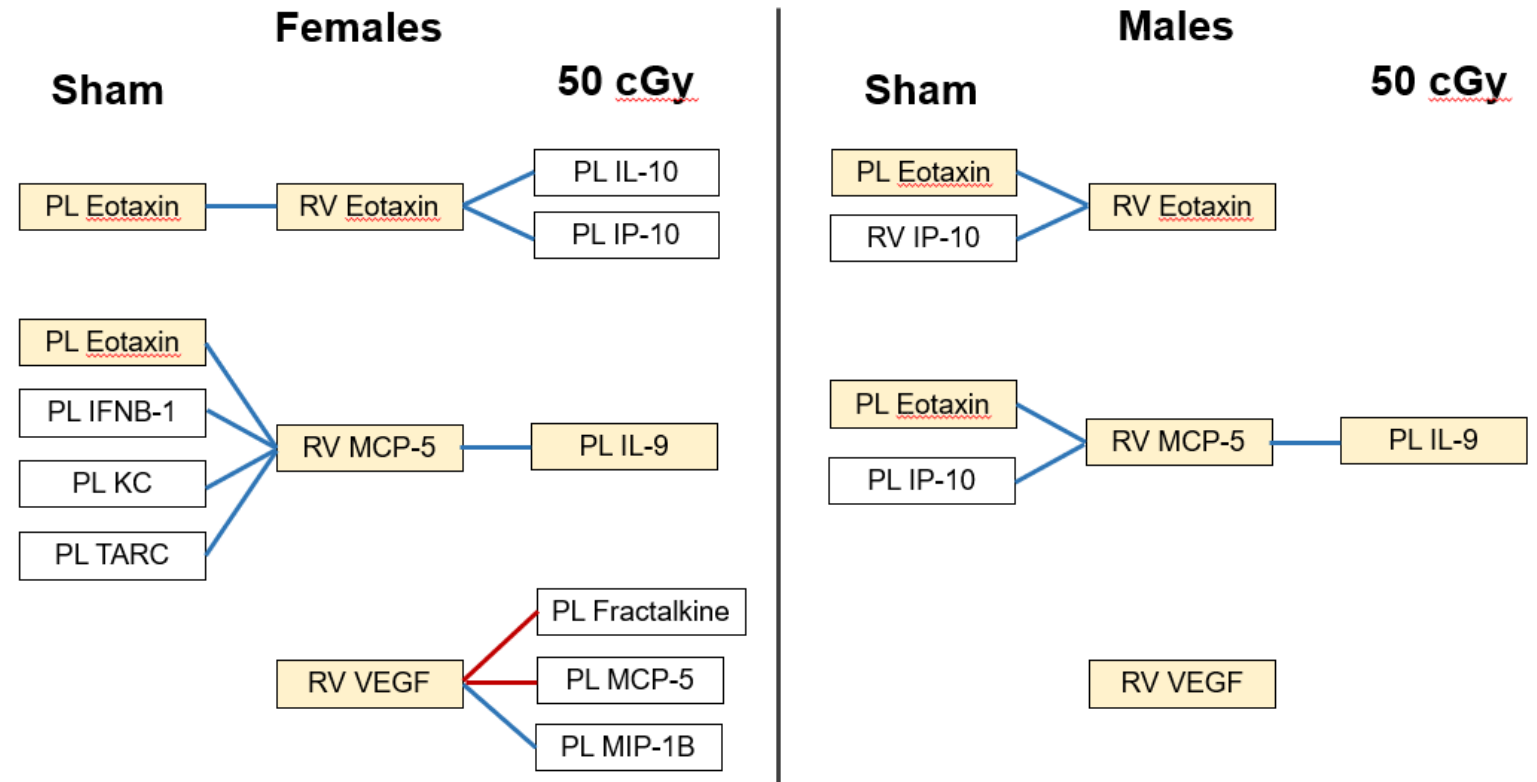 Females
Sham
50 cGy
PL Eotaxin
RV Eotaxin
PL IL-10
PL IP-10
PL Eotaxin
PL IFNB-1
PL KC
PL TARC
RV MCP-5
PL IL-9
RV VEGF
PL Fractalkine
PL MCP-5
PL MIP-1B
Males
Sham
50 cGy
PL Eotaxin
RV IP-10
RV Eotaxin
PL Eotaxin
PL IP-10
RV MCP-5
PL IL-9
RV VEGF